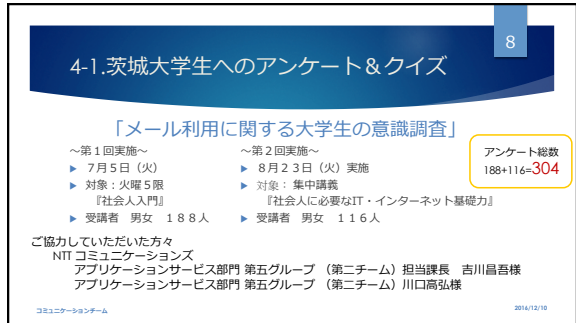 8
4-1.茨城大学生へのアンケート＆クイズ
「メール利用に関する大学生の意識調査」
～第１回実施～
７月５日（火）
対象：火曜５限
『社会人入門』
受講者 男女 １８８人
～第２回実施～
８月２３日（火）実施
対象： 集中講義
『社会人に必要なIT・インターネット基礎力』
受講者 男女 １１６人
アンケート総数
188+116=304
ご協力していただいた方々
NTT コミュニケーションズ
アプリケーションサービス部門 第五グループ （第二チーム）担当課長 吉川昌吾様
アプリケーションサービス部門 第五グループ （第二チーム）川口高弘様
コミュニケーションチーム
2016/12/10